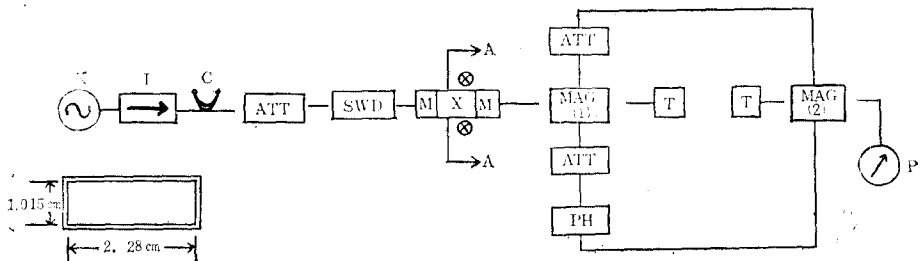 K I C ATT SWD M X M A A
ATT
MAG
(1)
T T
MAG
(2)
ATT
PH
P
1.015 cm
2. 28 cm